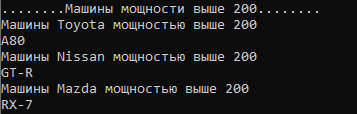 ........Машины мощности выше 200........
Машины Toyota мощностью выше 200
A80
Машины Nissan мощностью выше 200
GT-R
Машины Mazda мощностью выше 200
RX-7